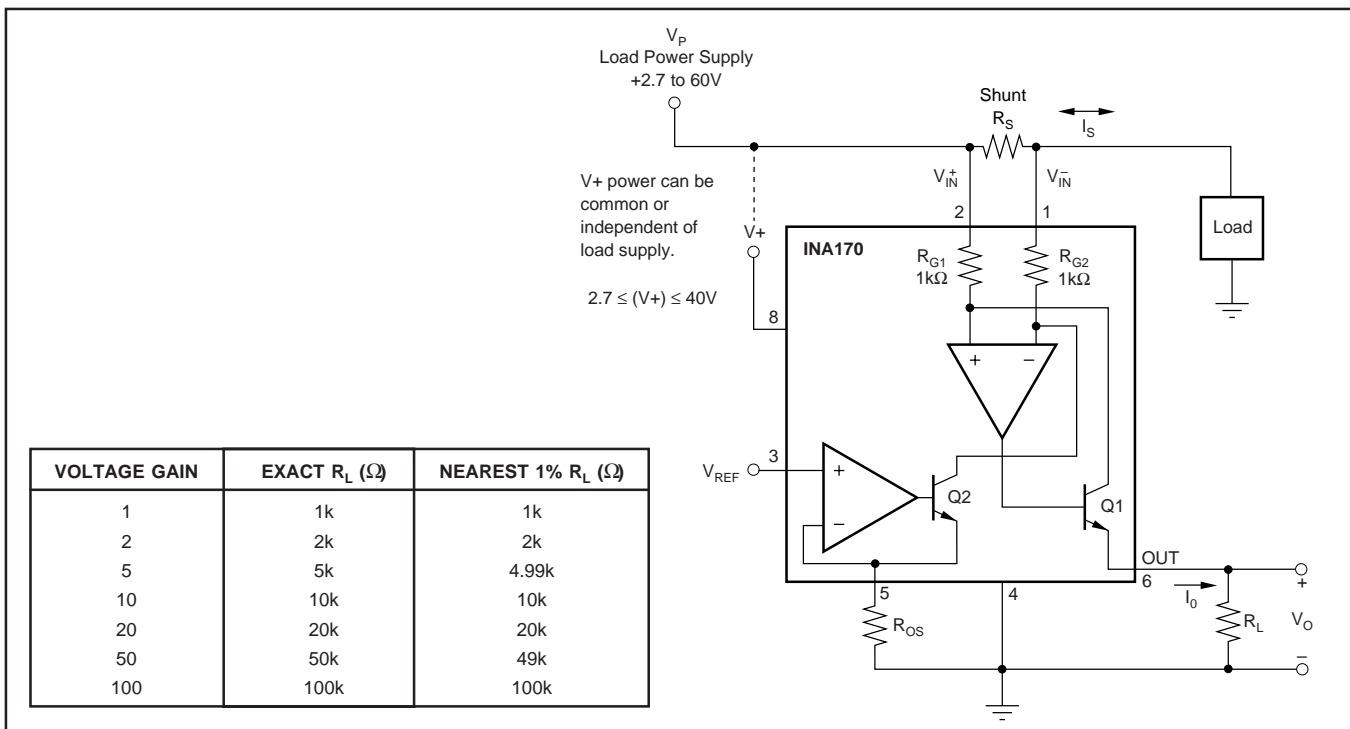 V_P
Load Power Supply
+2.7 to 60V
Shunt
R_S
I_S
V+ power can be
common or
independent of
load supply.
2.7 ≤ (V+) ≤ 40V
V+
8
V_IN^+
V_IN^−
2
1
Load
INA170
R_G1
1kΩ
R_G2
1kΩ
+
−
V_REF
3
+
−
Q2
Q1
OUT
6
I_0
5
4
R_OS
R_L
+
V_O
−
VOLTAGE GAIN EXACT R_L (Ω) NEAREST 1% R_L (Ω)
1 1k 1k
2 2k 2k
5 5k 4.99k
10 10k 10k
20 20k 20k
50 50k 49k
100 100k 100k